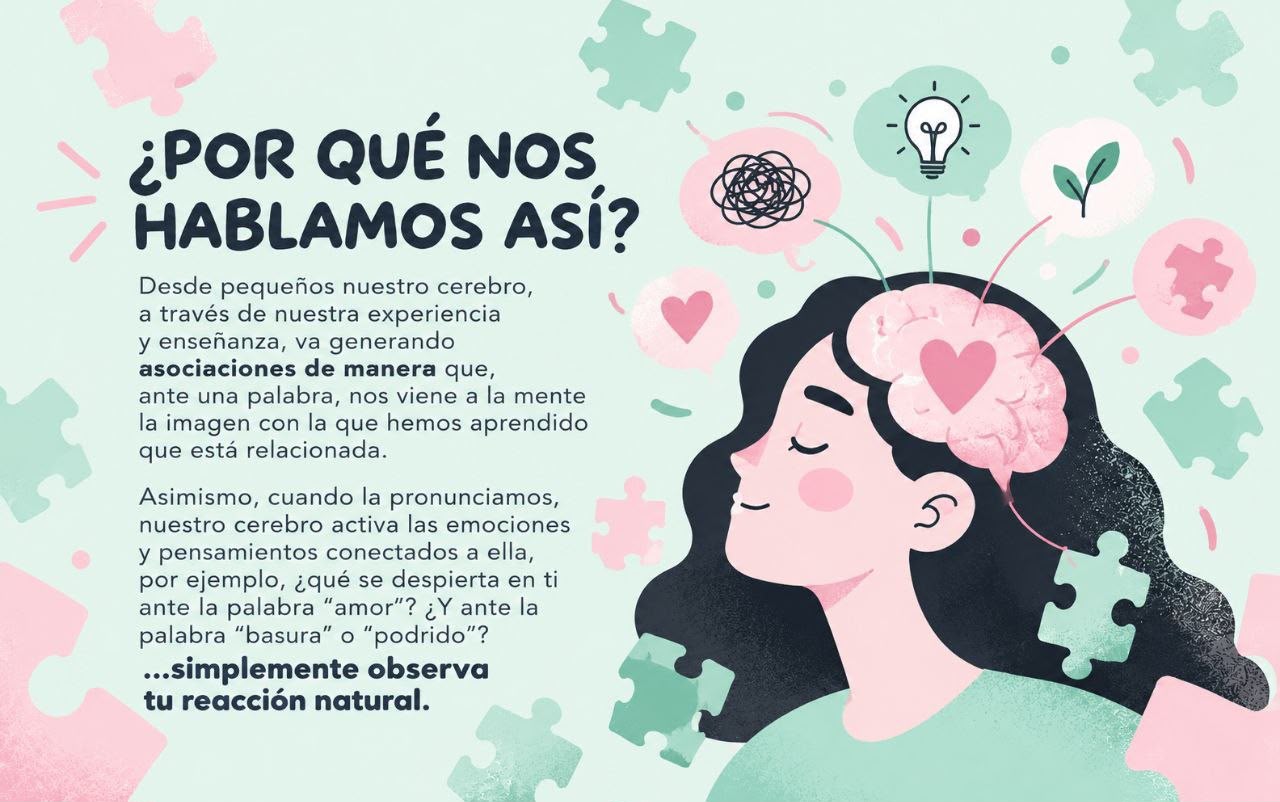 ¿POR QUÉ NOS
HABLAMOS ASÍ?
Desde pequeños nuestro cerebro,
a través de nuestra experiencia
y enseñanza, va generando
asociaciones de manera que,
ante una palabra, nos viene a la mente
la imagen con la que hemos aprendido
que está relacionada.
Asimismo, cuando la pronunciamos,
nuestro cerebro activa las emociones
y pensamientos conectados a ella,
por ejemplo, ¿qué se despierta en ti
ante la palabra “amor”? ¿Y ante la
palabra “basura” o “podrido”?
...simplemente observa
tu reacción natural.